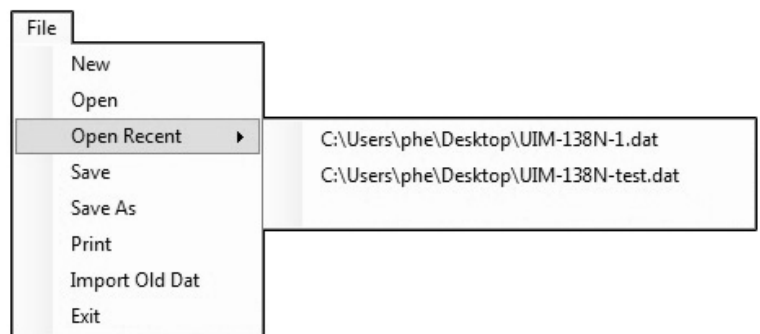 File
New
Open
Open Recent
C:\Users\phe\Desktop\UIM-138N-1.dat
C:\Users\phe\Desktop\UIM-138N-test.dat
Save
Save As
Print
Import Old Dat
Exit